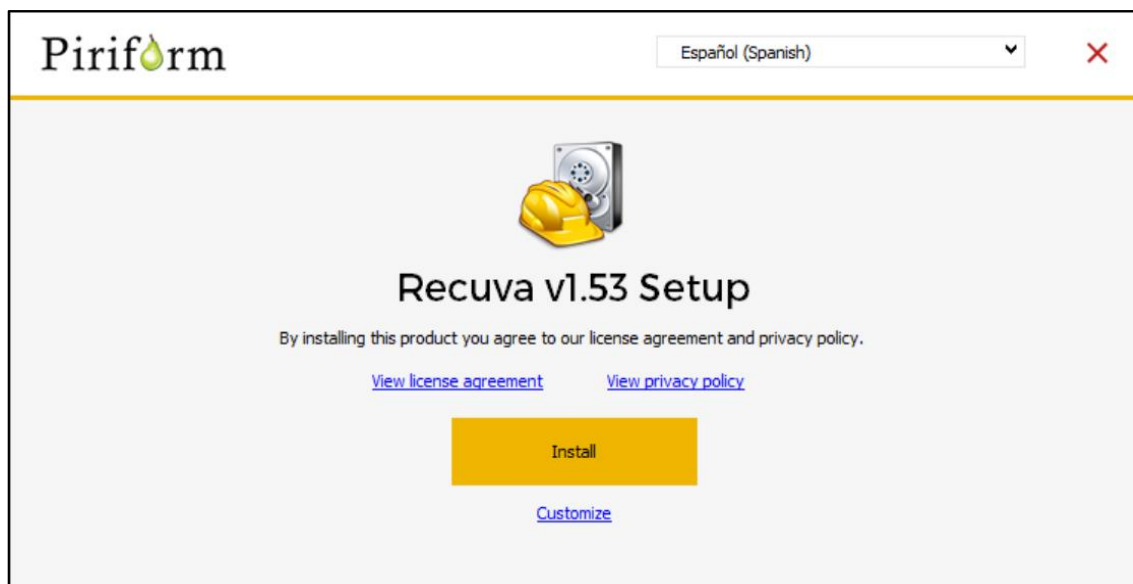 Piriform
Español (Spanish)
Recuva v1.53 Setup
By installing this product you agree to our license agreement and privacy policy.
View license agreement View privacy policy
Install
Customize